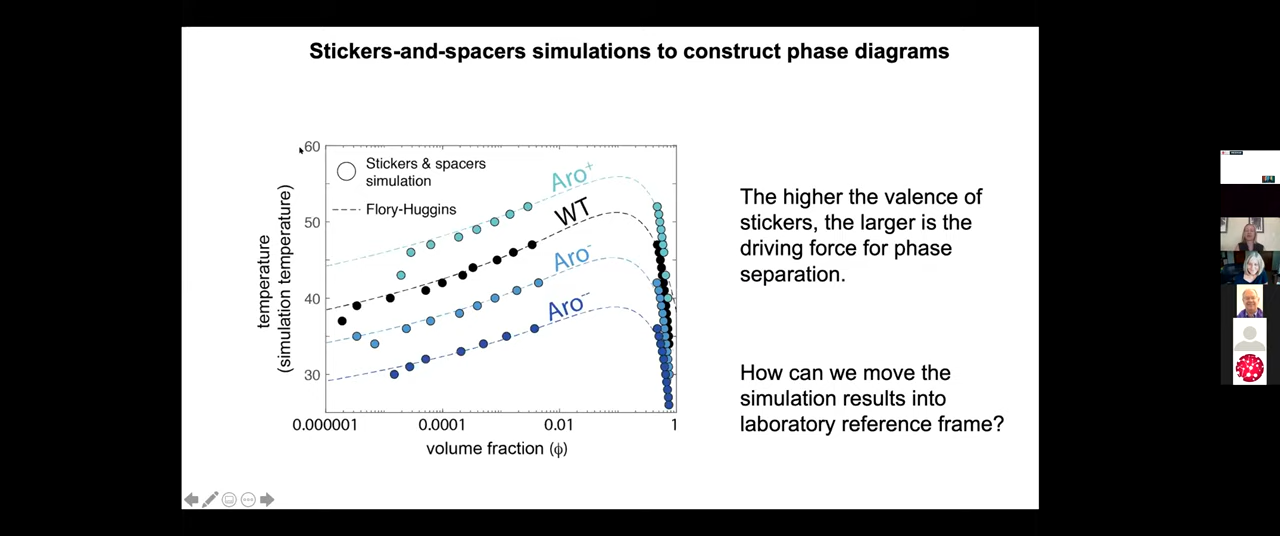 Stickers-and-spacers simulations to construct phase diagrams
60
50
40
30
temperature
(simulation temperature)
Stickers & spacers
simulation
Flory-Huggins
Aro⁺
WT
Aro⁻
Aro⁻⁻
0.000001
0.0001
0.01
1
volume fraction (ϕ)
The higher the valence of
stickers, the larger is the
driving force for phase
separation.
How can we move the
simulation results into
laboratory reference frame?